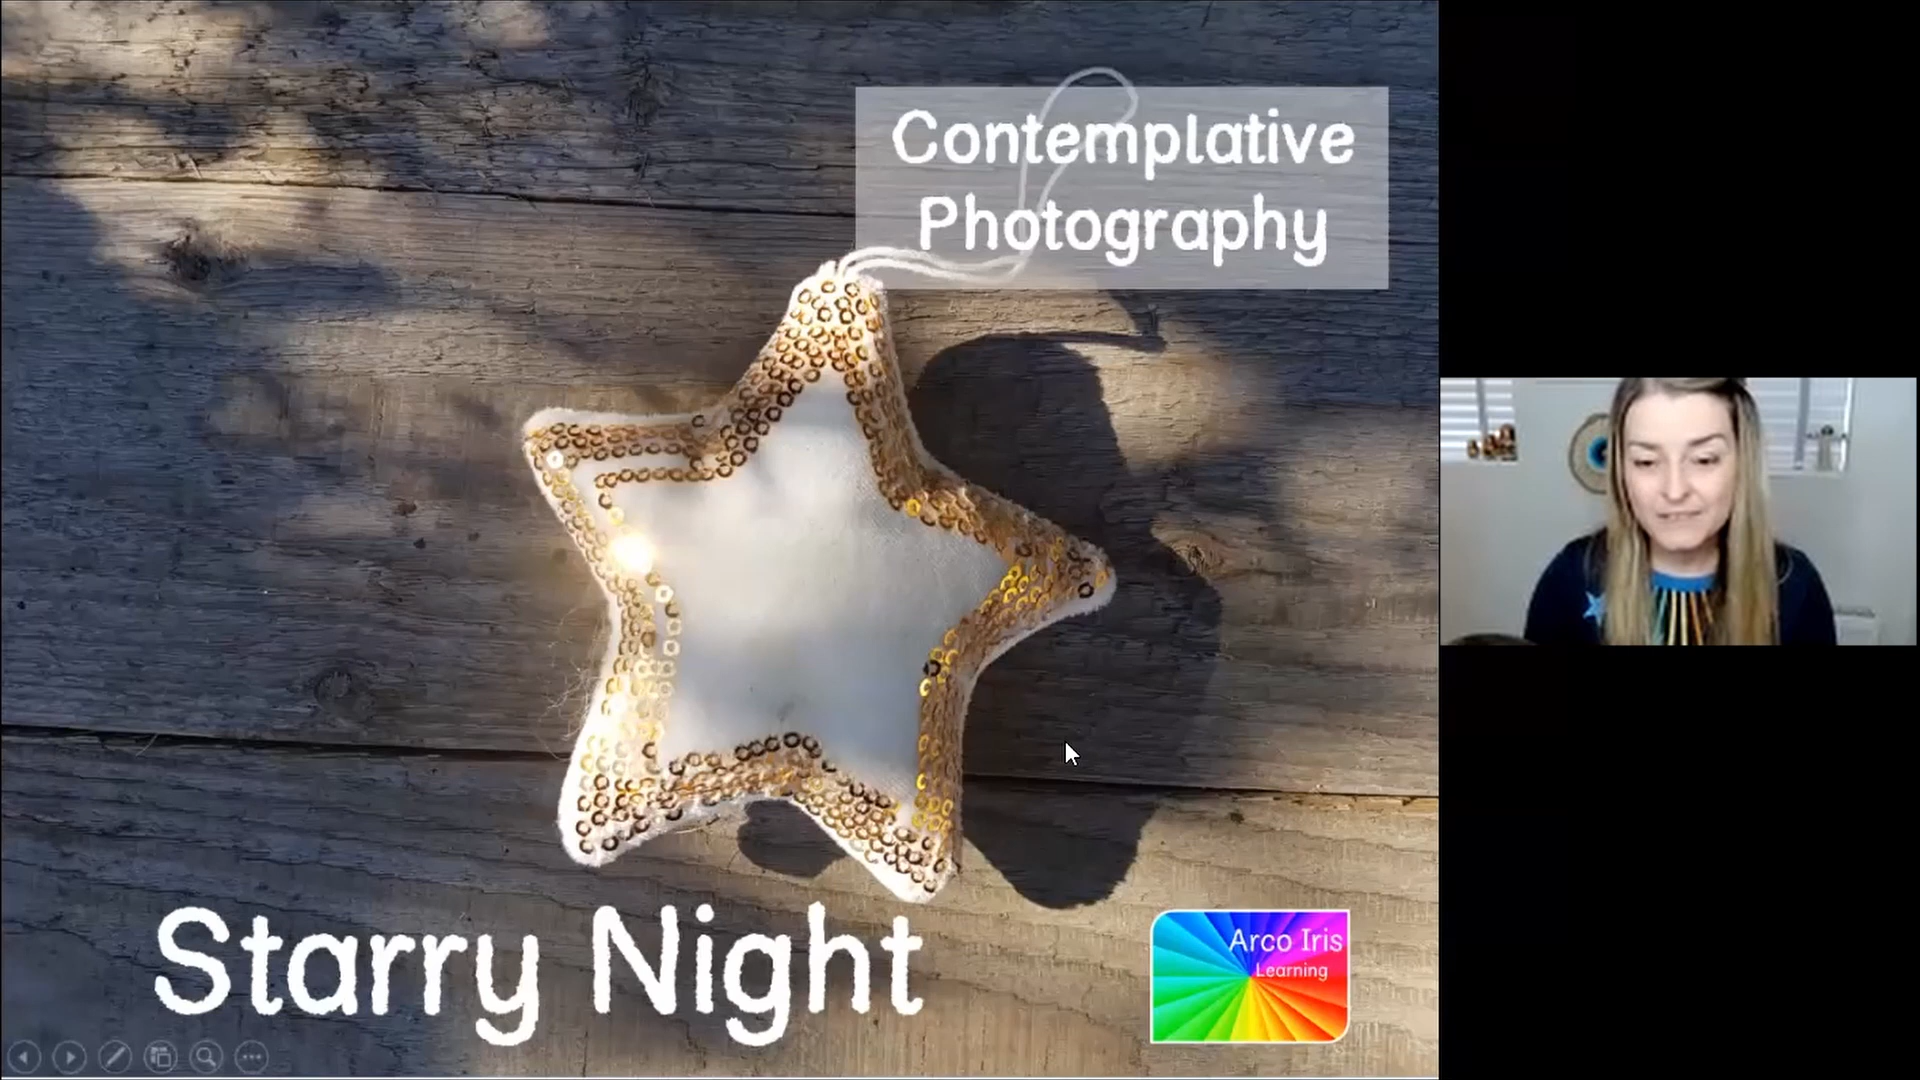 Contemplative
Photography
Starry Night
Arco Iris
Learning